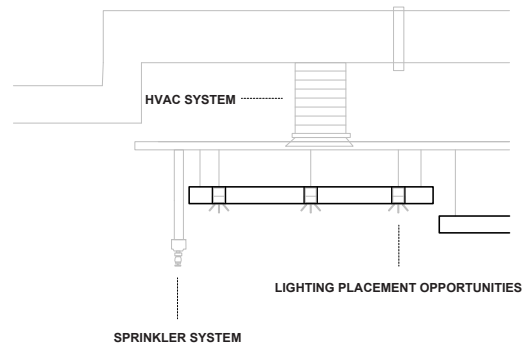 HVAC SYSTEM
LIGHTING PLACEMENT OPPORTUNITIES
SPRINKLER SYSTEM